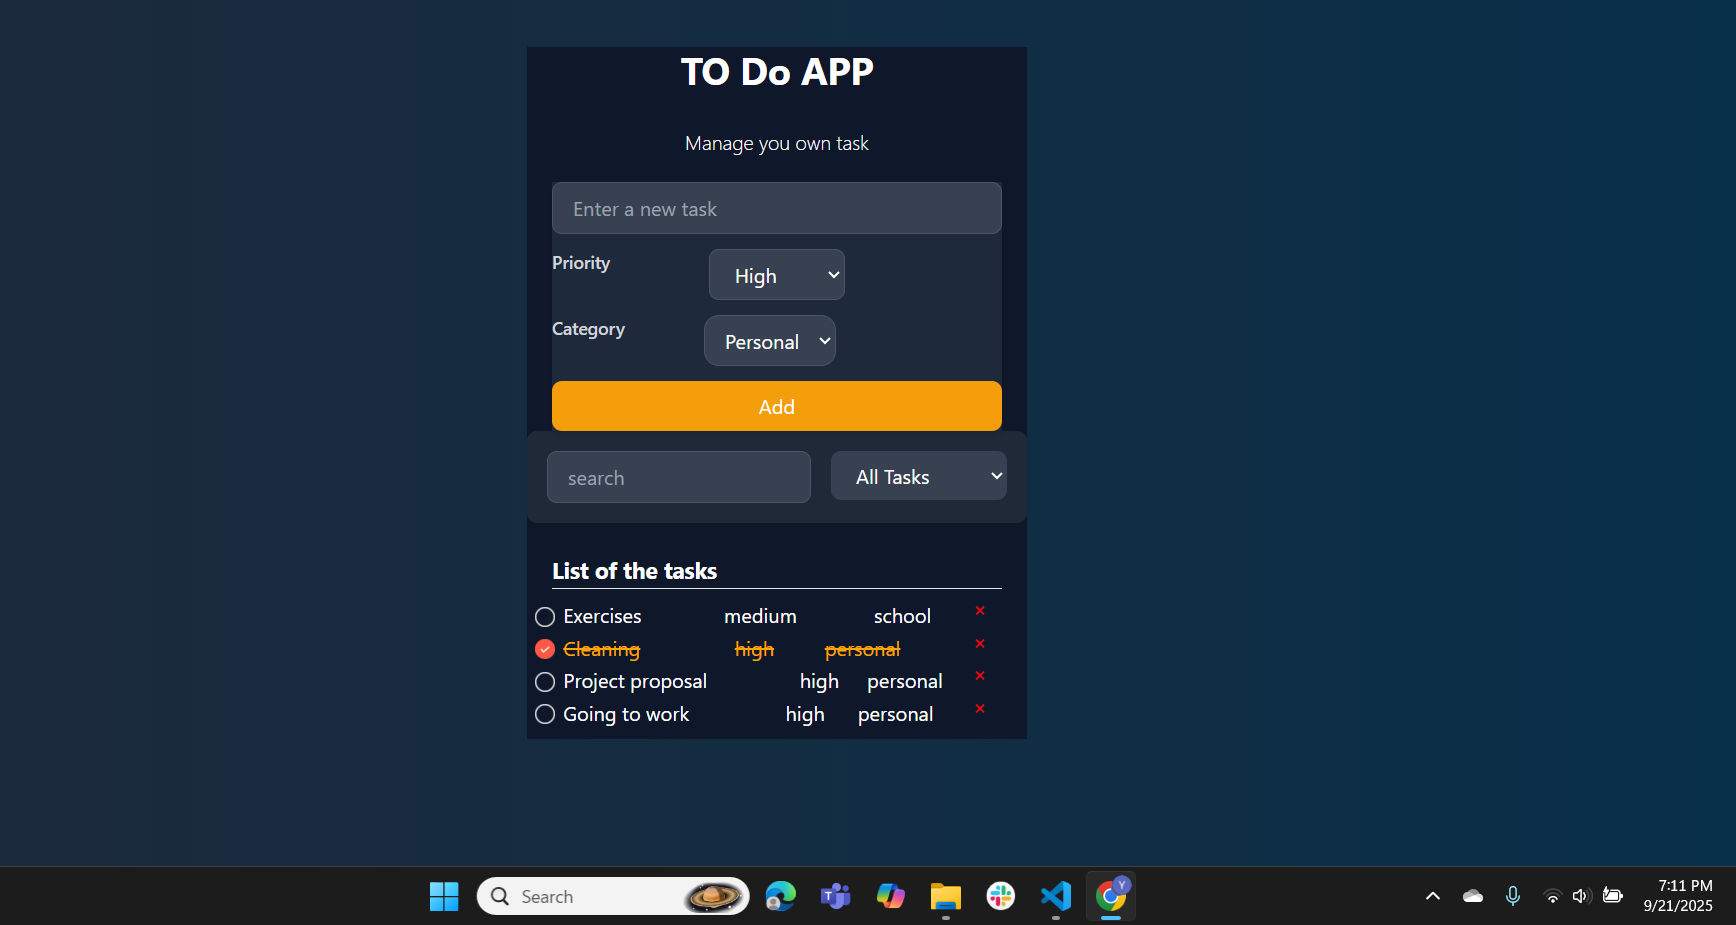 TO Do APP
Manage you own task
Enter a new task
Priority High
Category Personal
Add
search All Tasks
List of the tasks
Exercises medium school
Cleaning high personal
Project proposal high personal
Going to work high personal
Search
Y
T
7:11 PM
9/21/2025